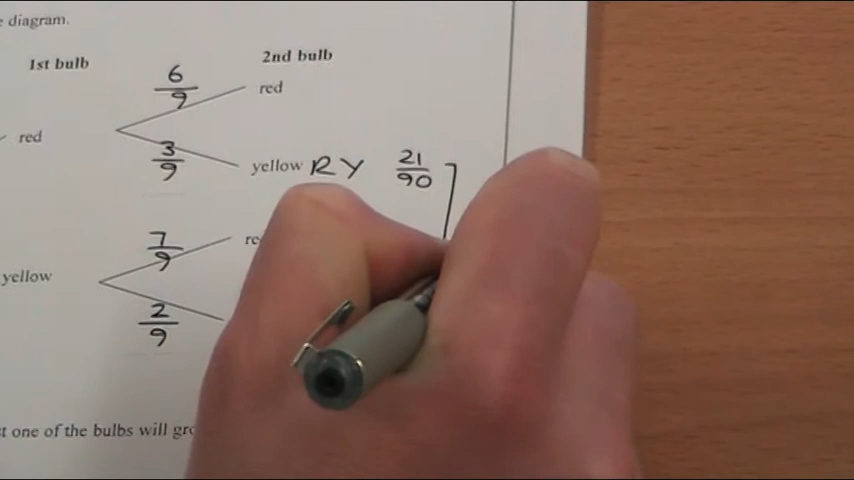 e diagram.
1st bulb
2nd bulb
6/9
red
red
3/9
yellow RY 21/90
7/9
re
yellow
2/9
t one of the bulbs will gro